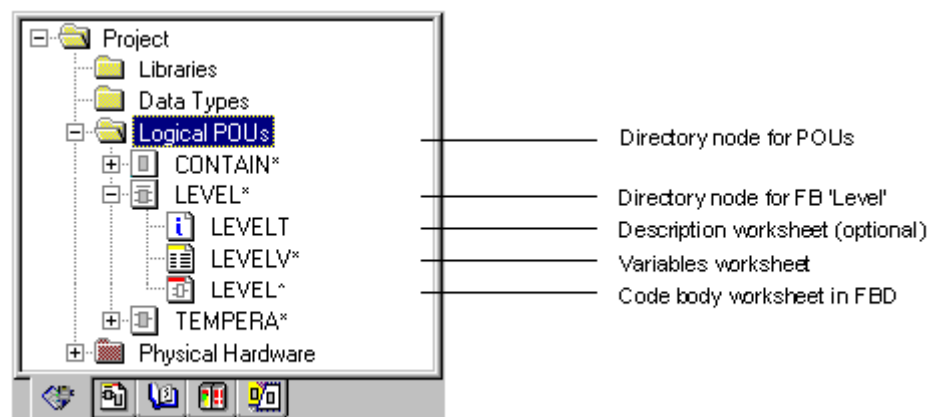 Project
Libraries
Data Types
Logical POUs
Directory node for POUs
CONTAIN*
LEVEL*
Directory node for FB 'Level'
LEVELT
Description worksheet (optional)
LEVELV*
Variables worksheet
LEVEL*
Code body worksheet in FBD
TEMPERA*
Physical Hardware